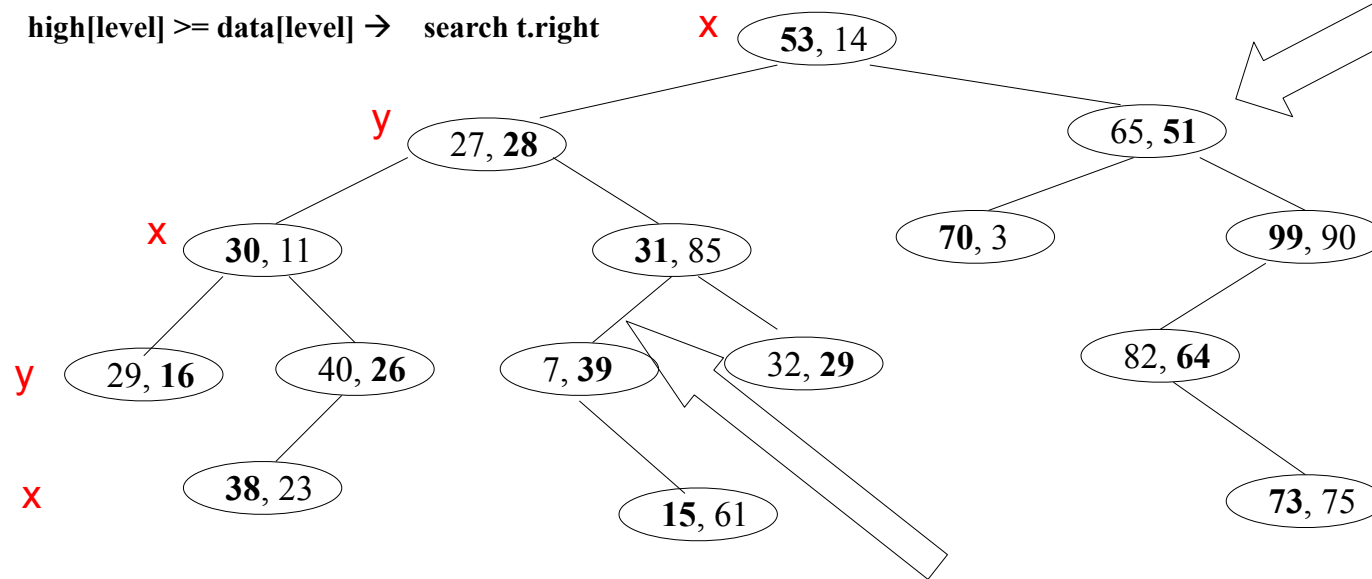 high[level] >= data[level] → search t.right
x
53, 14
y
27, 28
65, 51
x
30, 11
31, 85
70, 3
99, 90
y
29, 16
40, 26
7, 39
32, 29
82, 64
x
38, 23
15, 61
73, 75